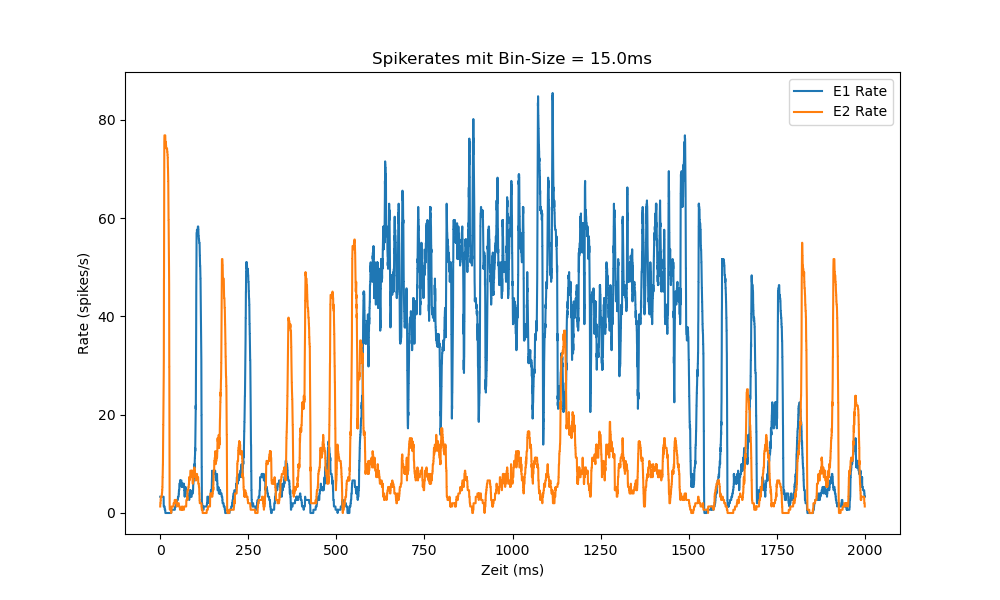 Spikerates mit Bin-Size = 15.0ms
E1 Rate
E2 Rate
80
60
40
20
0
Rate (spikes/s)
0 250 500 750 1000 1250 1500 1750 2000
Zeit (ms)